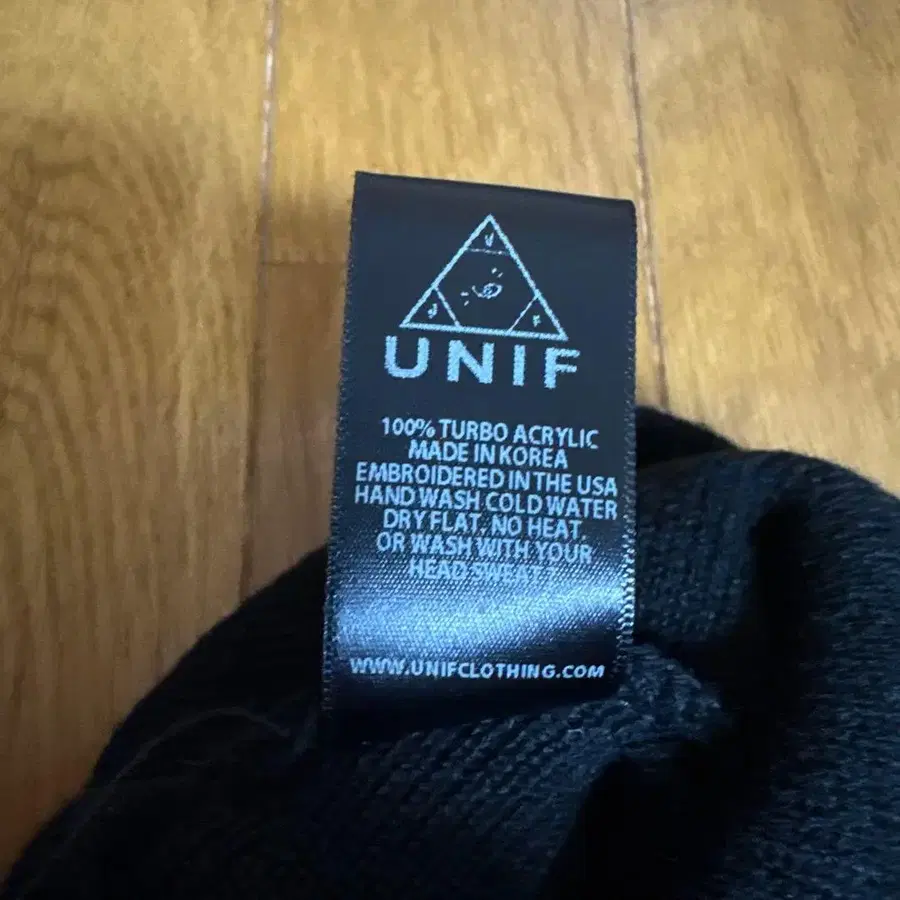 V
U F
UNIF
100% TURBO ACRYLIC
MADE IN KOREA
EMBROIDERED IN THE USA
HAND WASH COLD WATER
DRY FLAT. NO HEAT.
OR WASH WITH YOUR
HEAD SWEAT!
WWW.UNIFCLOTHING.COM